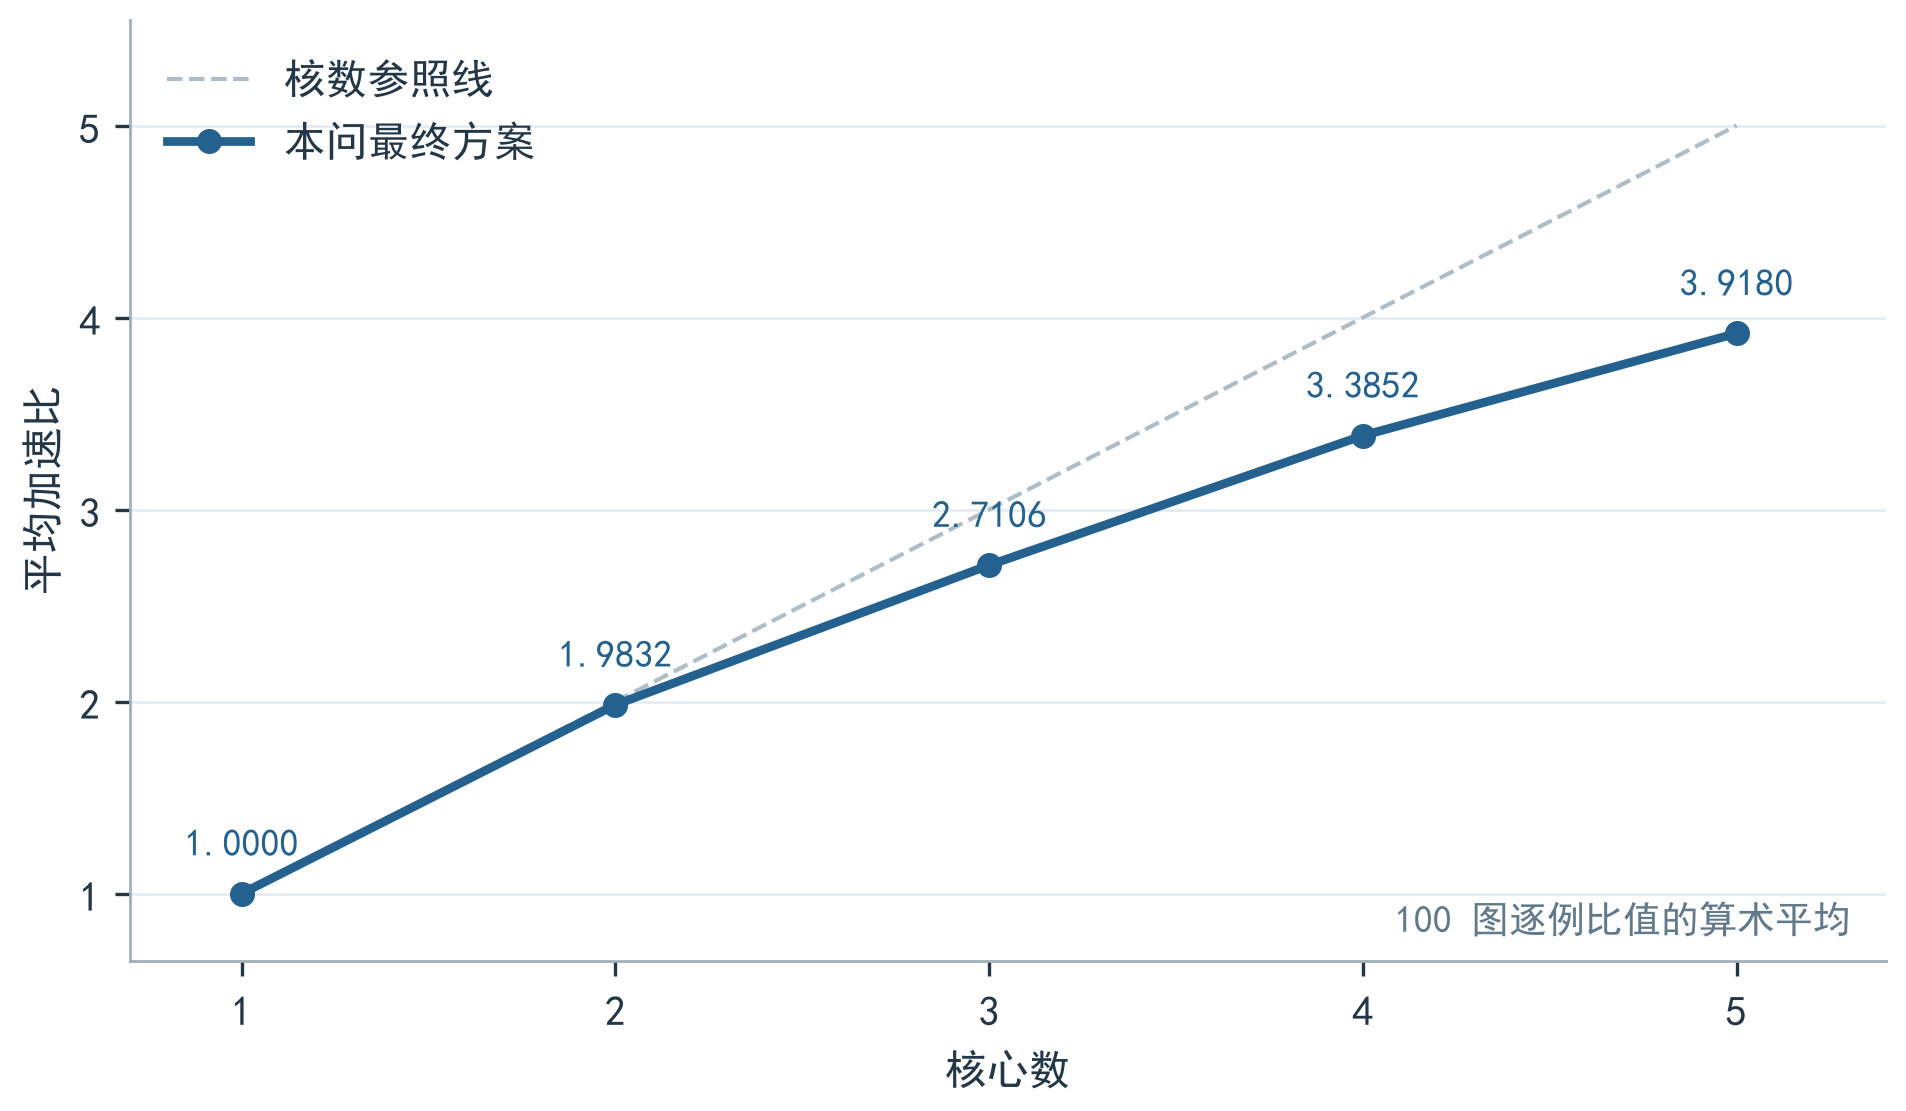 核数参照线
本问最终方案
5
4
3
2
1
平均加速比
1.0000
1.9832
2.7106
3.3852
3.9180
100 图逐例比值的算术平均
1 2 3 4 5
核心数